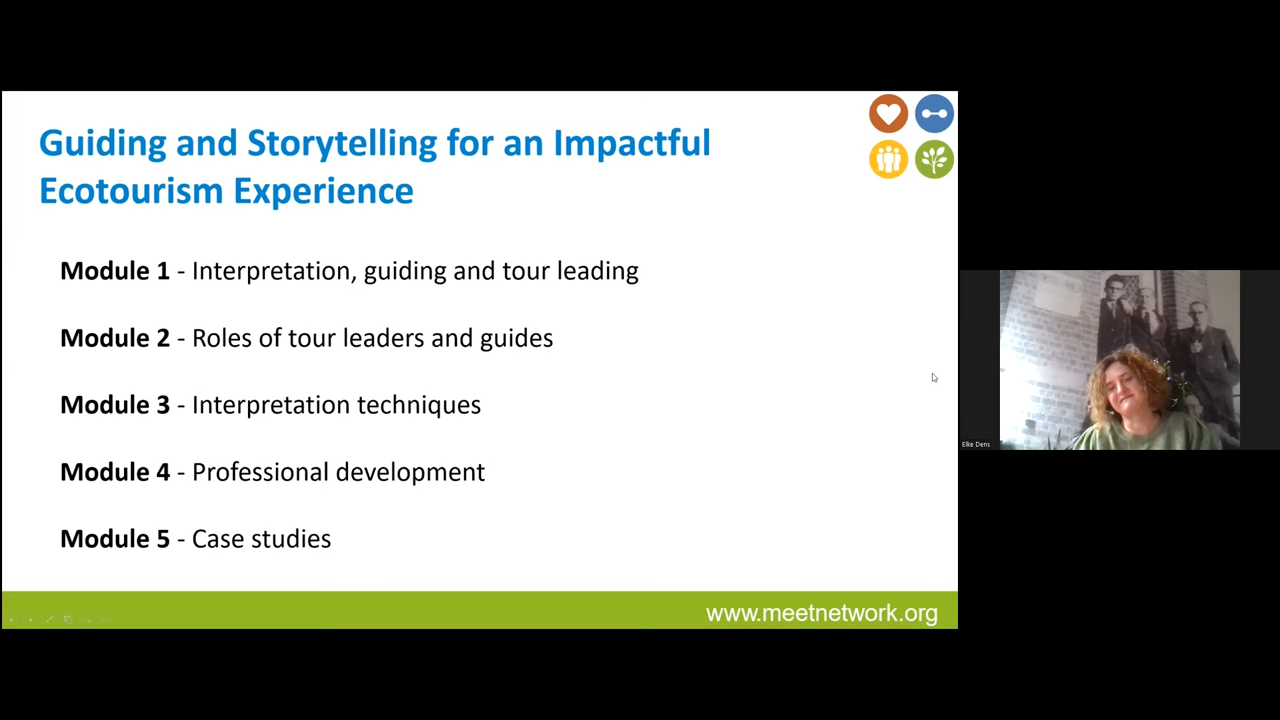 Guiding and Storytelling for an Impactful
Ecotourism Experience
Module 1 - Interpretation, guiding and tour leading
Module 2 - Roles of tour leaders and guides
Module 3 - Interpretation techniques
Module 4 - Professional development
Module 5 - Case studies
www.meetnetwork.org
Elke Dens